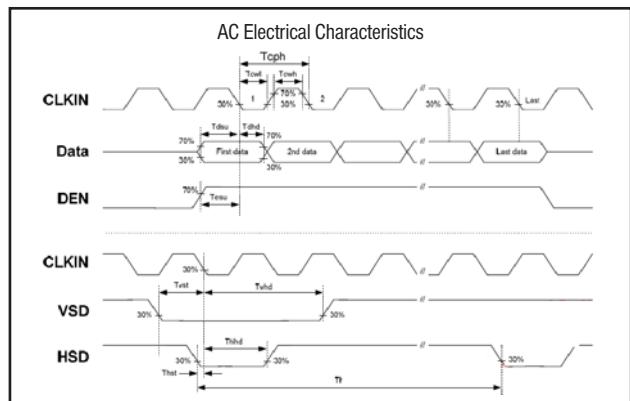 AC Electrical Characteristics
Tcph
Tcwl Tcwh
CLKIN 30% 1 70% 30% 2 // 30% 30% Last
Tdsu Tdhd
70% 70%
Data First data 2nd data // Last data
30% 30%
DEN 70% Tesu //
CLKIN 30% //
Tvst Tvhd
VSD 30% 30% //
Thhd
HSD 30% 30% // 30%
Thst Th